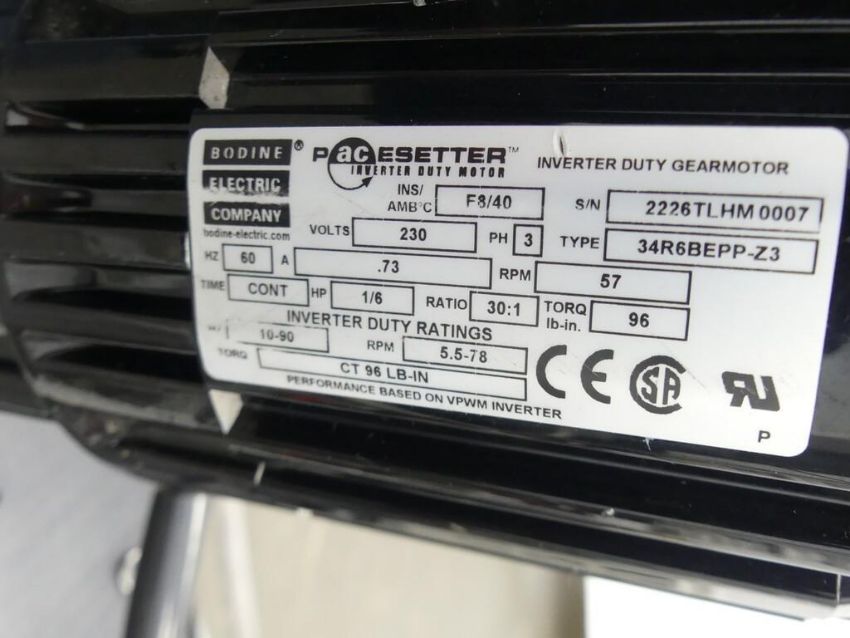 BODINE ® PacESETTER™ INVERTER DUTY GEARMOTOR
ELECTRIC INVERTER DUTY MOTOR
COMPANY INS/ AMB°C F8/40 S/N 2226TLHM 0007
bodine-electric.com VOLTS 230 PH 3 TYPE 34R6BEPP-Z3
HZ 60 A .73 RPM 57
TIME CONT HP 1/6 RATIO 30:1 TORQ lb-in. 96
INVERTER DUTY RATINGS
10-90 RPM 5.5-78
TORQ CT 96 LB-IN
PERFORMANCE BASED ON VPWM INVERTER
CE SA RU
P